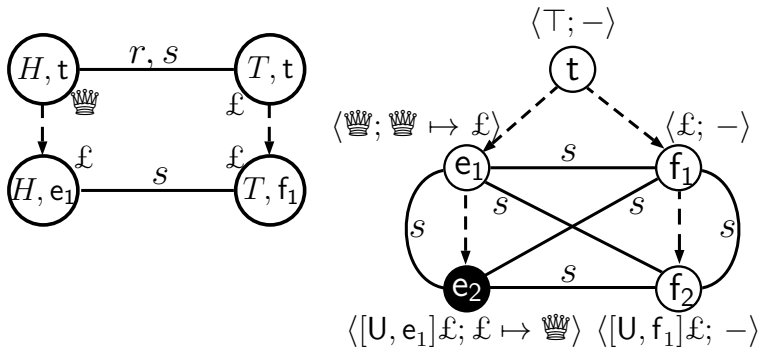 ⟨⊤; −⟩
H, t r, s T, t t
♛ £ ⟨♛; ♛ ↦ £⟩ ⟨£; −⟩
£ £ e₁ s f₁
H, e₁ s T, f₁
s s s s
e₂ s f₂
⟨[U, e₁]£; £ ↦ ♛⟩ ⟨[U, f₁]£; −⟩